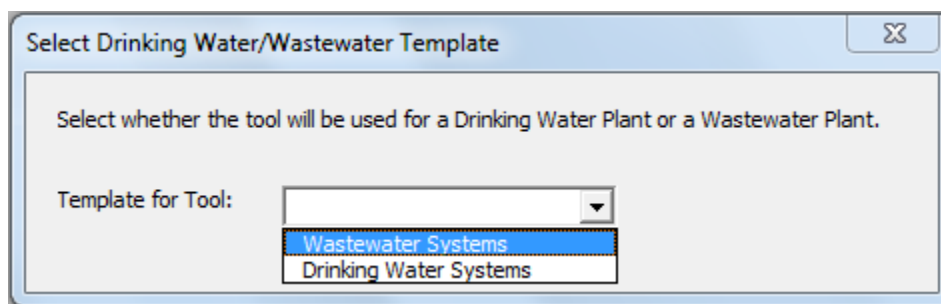 Select Drinking Water/Wastewater Template
Select whether the tool will be used for a Drinking Water Plant or a Wastewater Plant.
Template for Tool:
Wastewater Systems
Drinking Water Systems